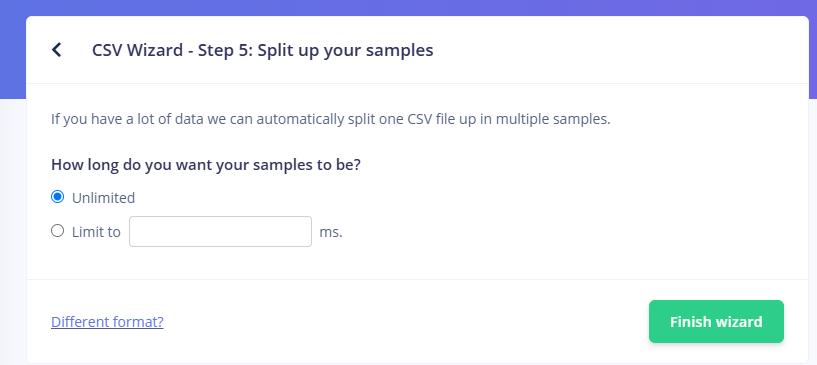 CSV Wizard - Step 5: Split up your samples
If you have a lot of data we can automatically split one CSV file up in multiple samples.
How long do you want your samples to be?
Unlimited
Limit to ms.
Different format?
Finish wizard